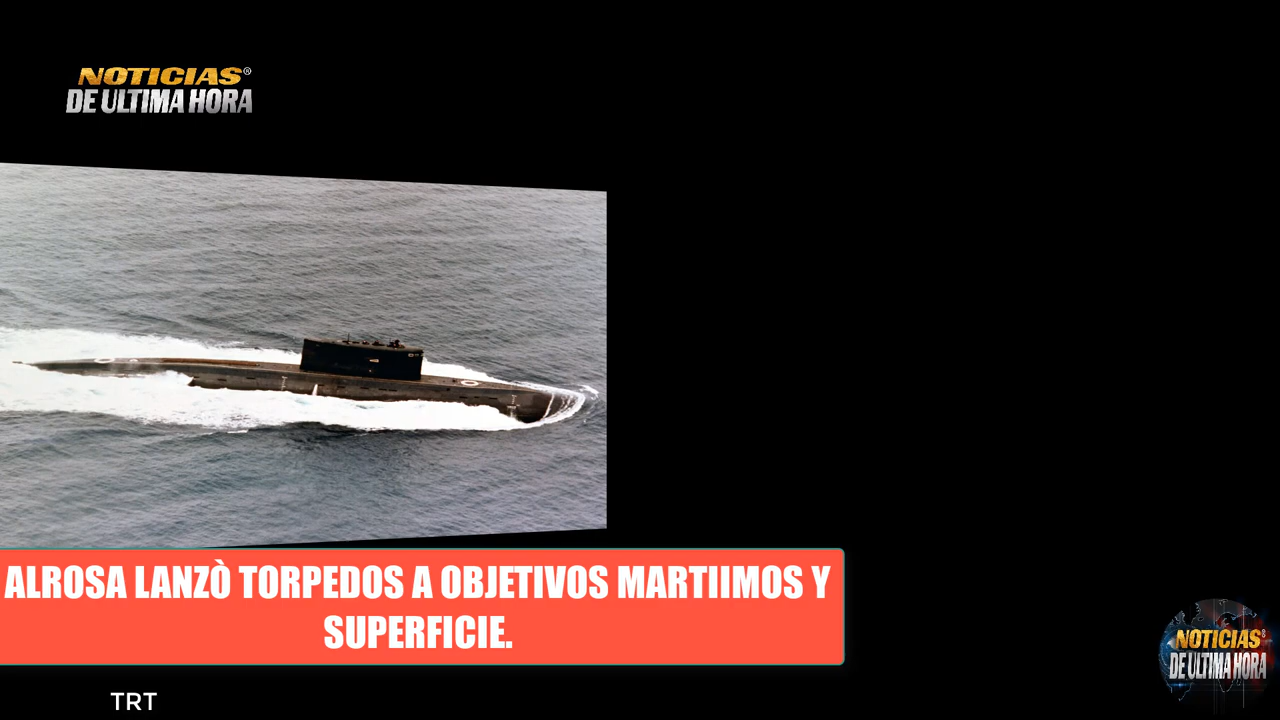 NOTICIAS®
DE ULTIMA HORA
ALROSA LANZÒ TORPEDOS A OBJETIVOS MARTIIMOS Y
SUPERFICIE.
NOTICIAS®
DE ULTIMA HORA
TRT